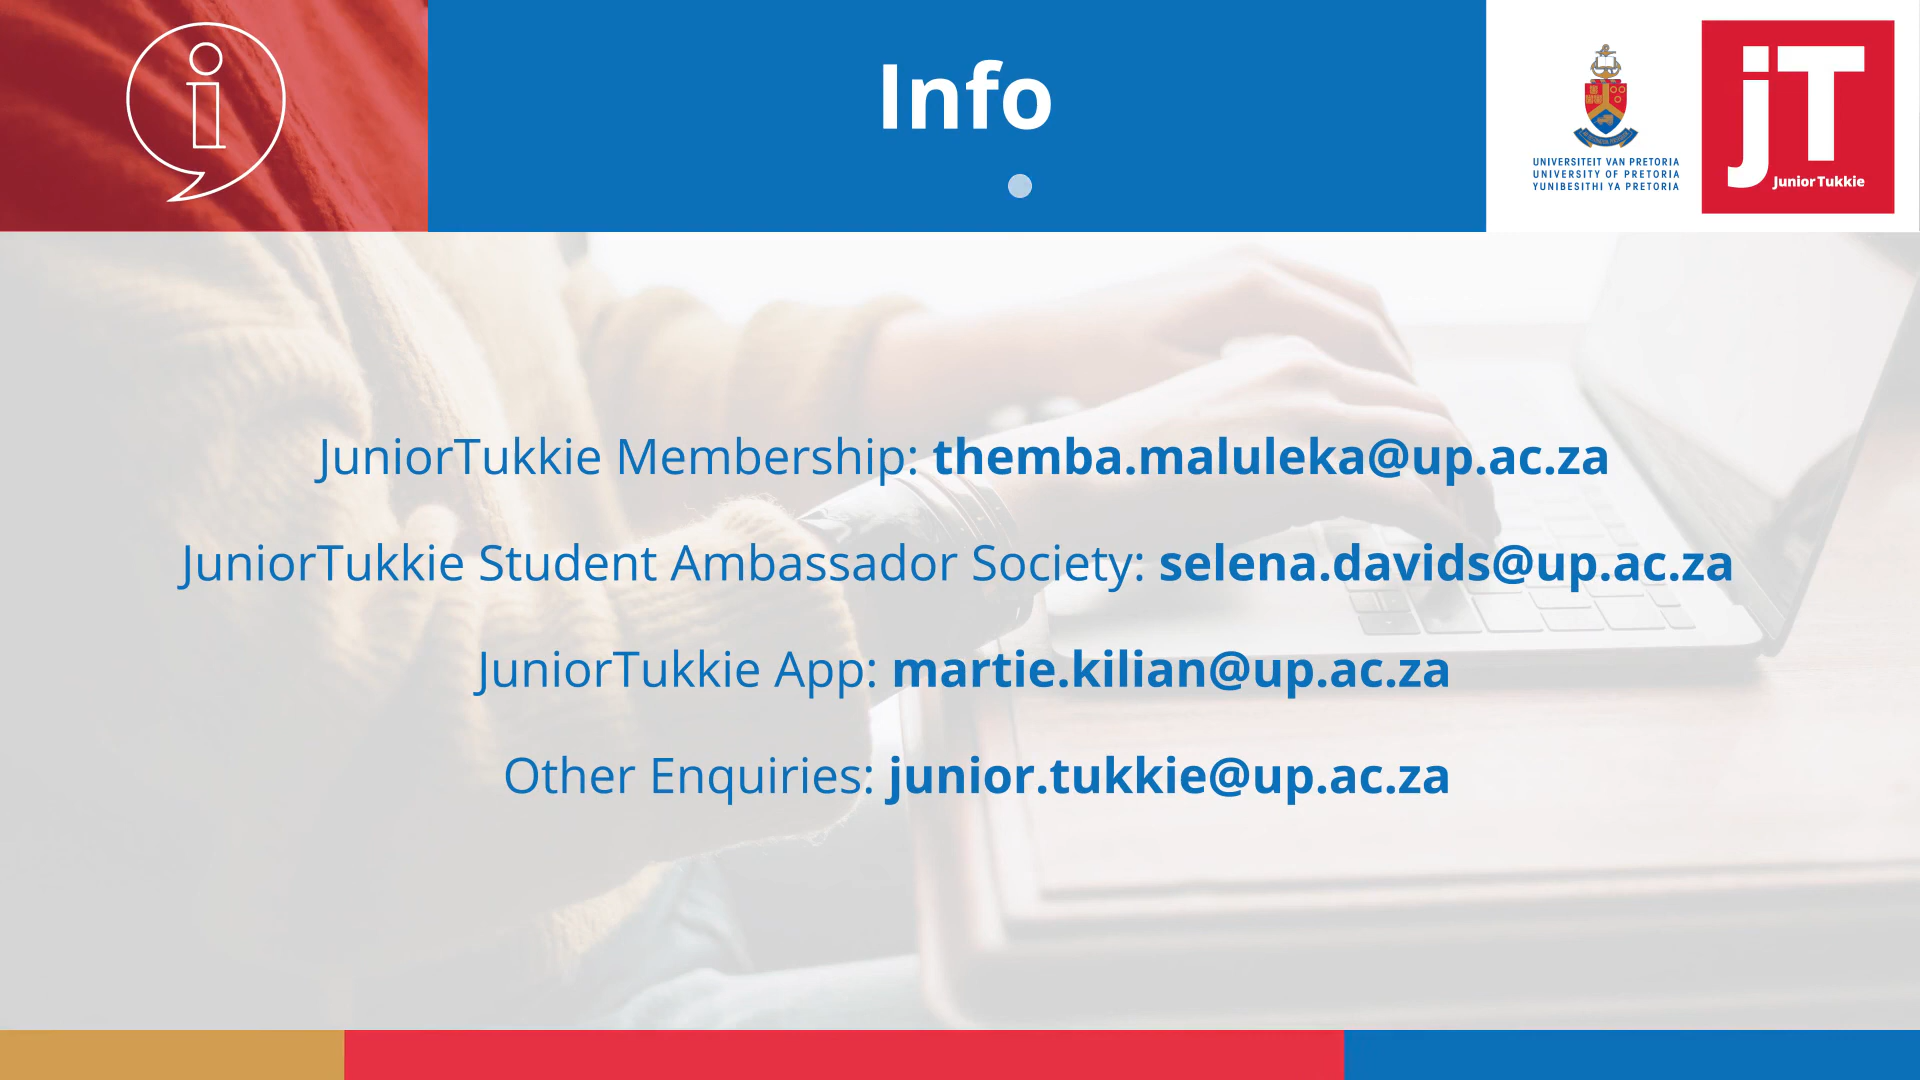 Info
UNIVERSITEIT VAN PRETORIA
UNIVERSITY OF PRETORIA
YUNIBESITHI YA PRETORIA
jT
JuniorTukkie
JuniorTukkie Membership: themba.maluleka@up.ac.za
JuniorTukkie Student Ambassador Society: selena.davids@up.ac.za
JuniorTukkie App: martie.kilian@up.ac.za
Other Enquiries: junior.tukkie@up.ac.za